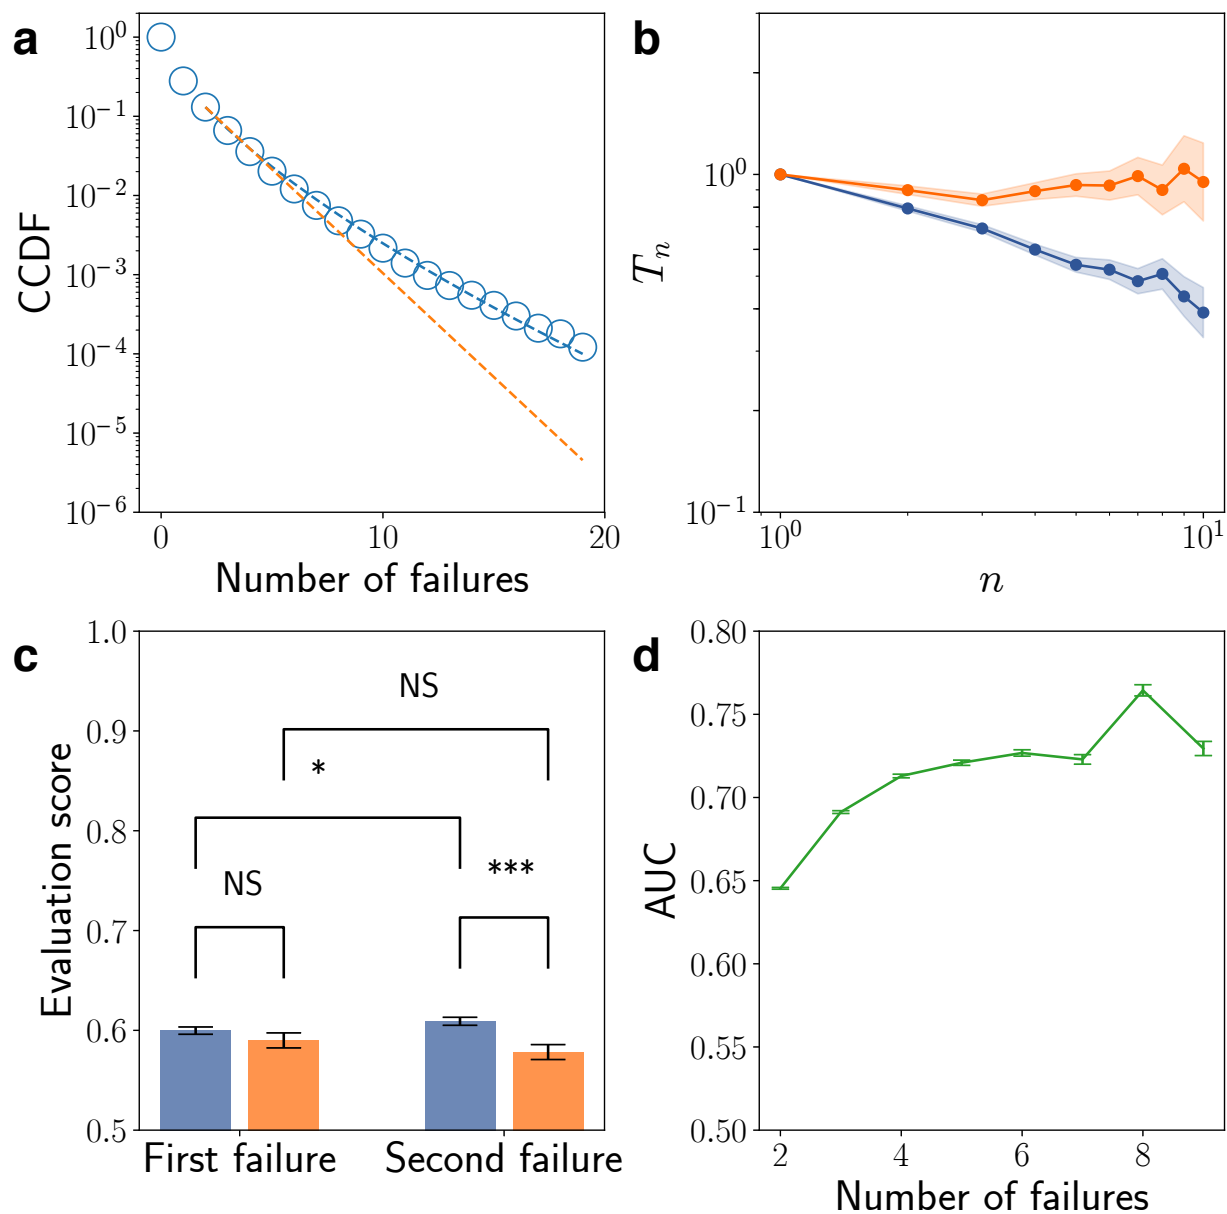 a
10^0
10^-1
10^-2
10^-3
10^-4
10^-5
10^-6
CCDF
0 10 20
Number of failures
b
10^0
10^-1
T_n
10^0 10^1
n
c
1.0
0.9
0.8
0.7
0.6
0.5
Evaluation score
NS
*
NS
***
First failure Second failure
d
0.80
0.75
0.70
0.65
0.60
0.55
0.50
AUC
2 4 6 8
Number of failures